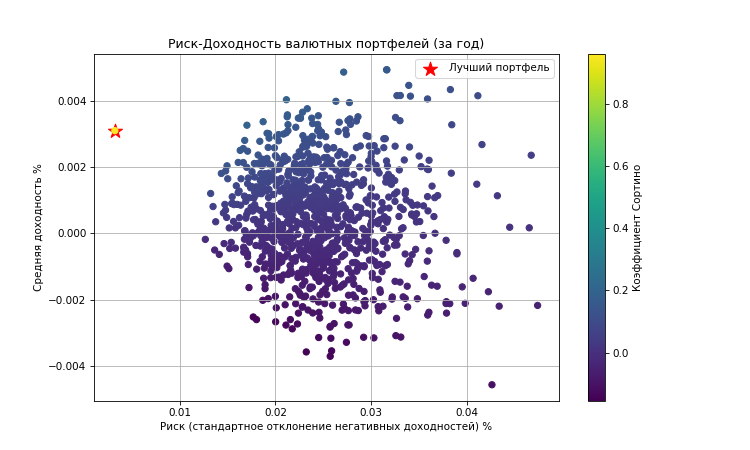 Риск-Доходность валютных портфелей (за год)
Лучший портфель
0.004
0.002
0.000
−0.002
−0.004
Средняя доходность %
0.01
0.02
0.03
0.04
Риск (стандартное отклонение негативных доходностей) %
0.8
0.6
0.4
0.2
0.0
Коэффициент Сортино